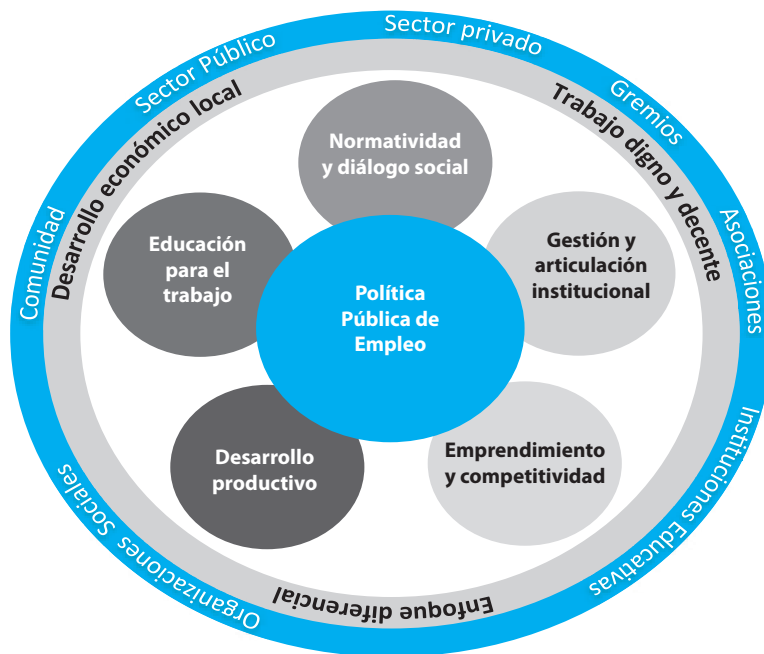 Sector Público
Sector privado
Gremios
Asociaciones
Instituciones Educativas
Organizaciones Sociales
Comunidad
Desarrollo económico local
Trabajo digno y decente
Enfoque diferencial
Normatividad
y diálogo social
Educación
para el
trabajo
Gestión y
articulación
institucional
Política
Pública de
Empleo
Desarrollo
productivo
Emprendimiento
y competitividad